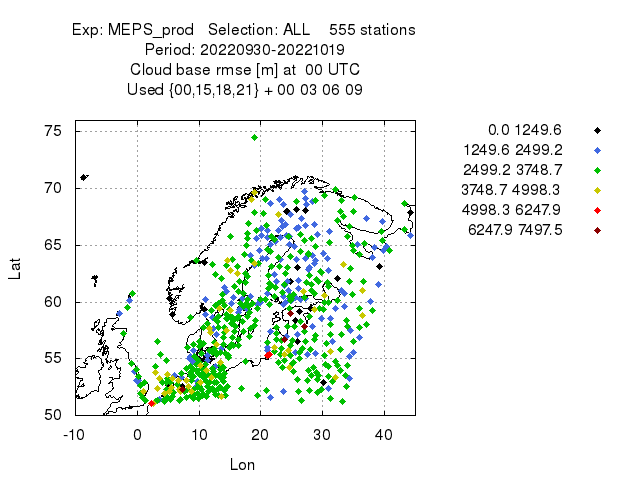 Exp: MEPS_prod   Selection: ALL    555 stations
Period: 20220930-20221019
Cloud base rmse [m] at  00 UTC
Used {00,15,18,21} + 00 03 06 09
0.0 1249.6
1249.6 2499.2
2499.2 3748.7
3748.7 4998.3
4998.3 6247.9
6247.9 7497.5
75
70
65
60
55
50
Lat
-10 0 10 20 30 40
Lon